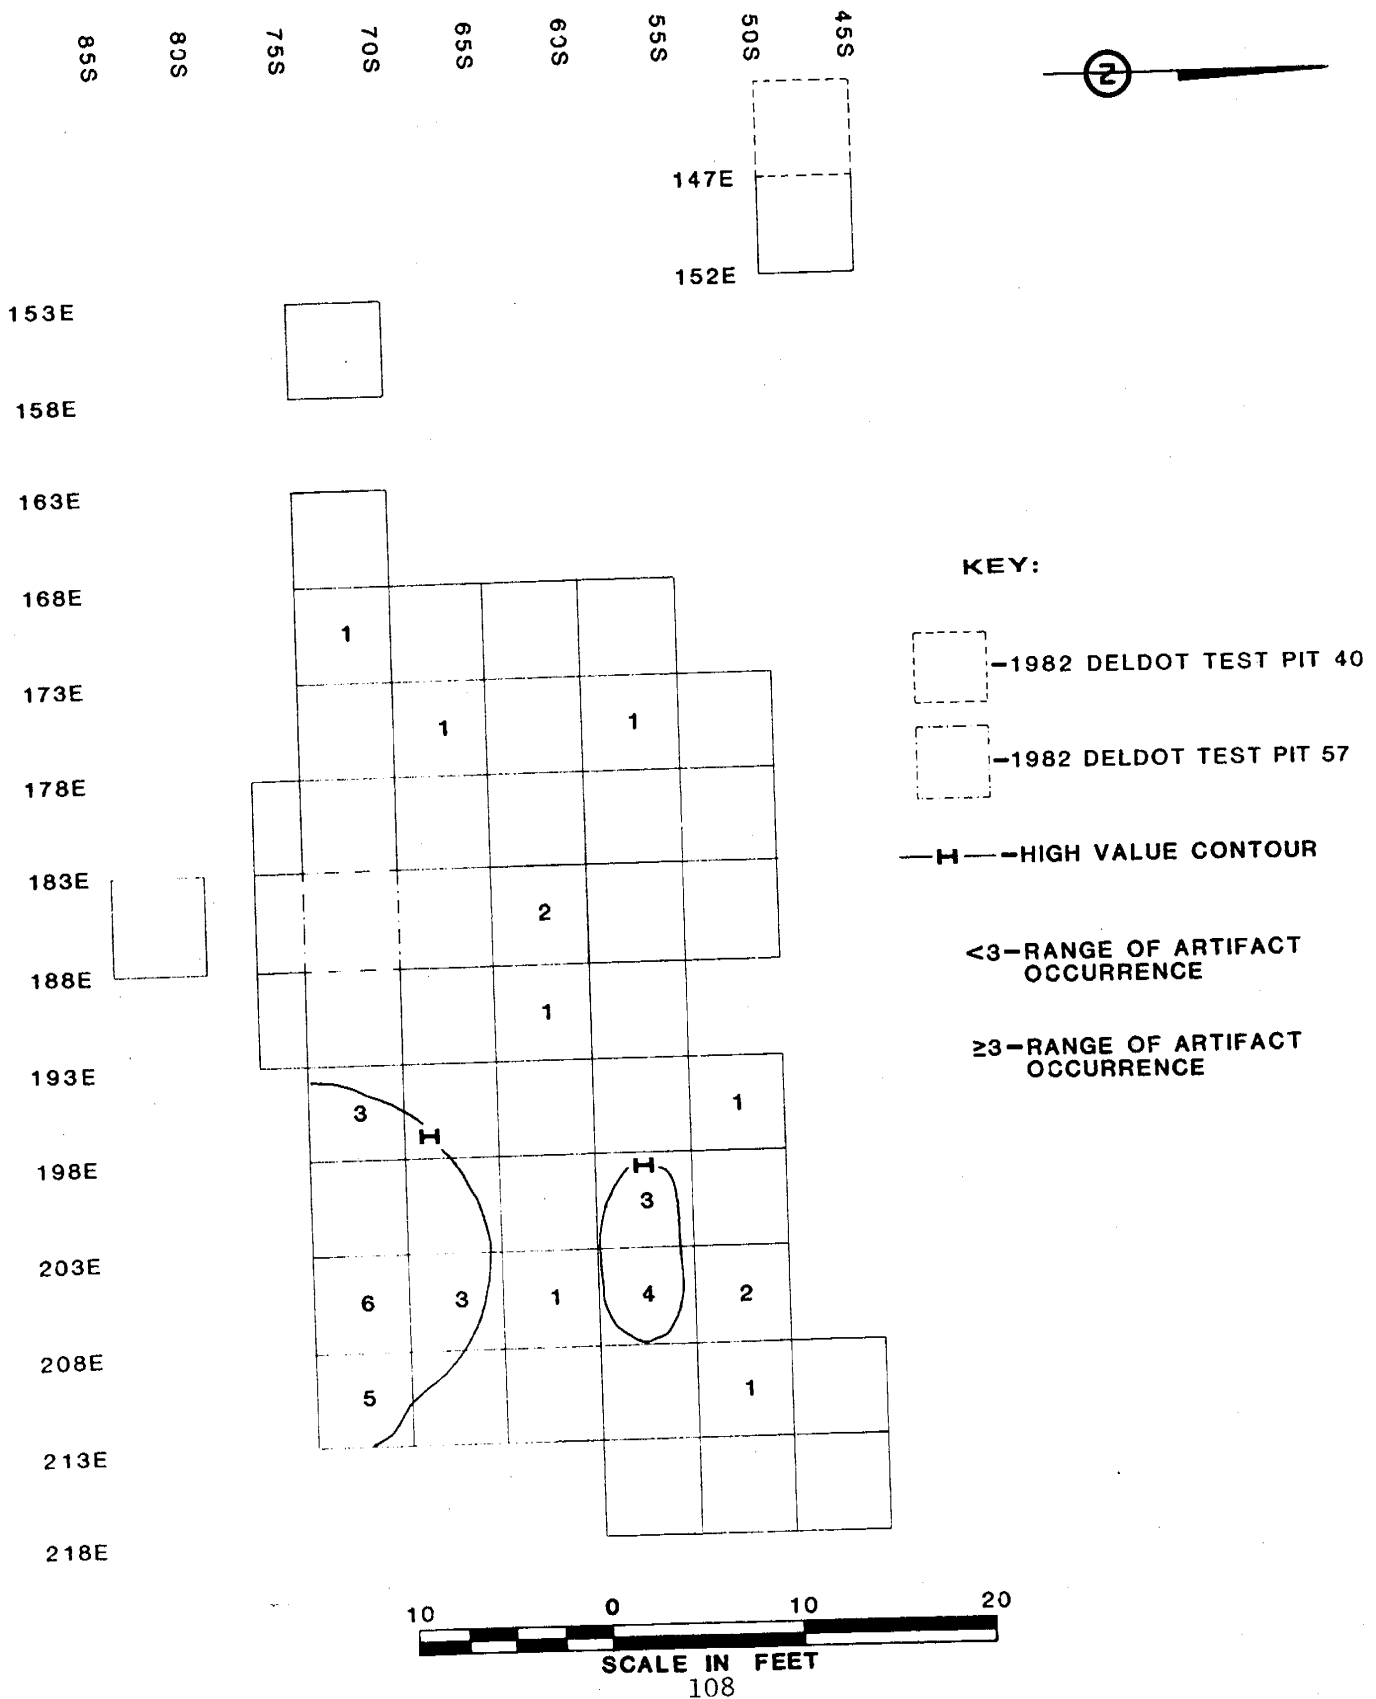 85S
80S
75S
70S
65S
60S
55S
50S
45S
N
147E
152E
153E
158E
163E
168E
KEY:
1
-1982 DELDOT TEST PIT 40
173E
1 1
-1982 DELDOT TEST PIT 57
178E
H -HIGH VALUE CONTOUR
183E
2
<3-RANGE OF ARTIFACT
OCCURRENCE
188E
1
≥3-RANGE OF ARTIFACT
OCCURRENCE
193E
3 1
H
198E
H
3
203E
6 3 1 4 2
208E
5 1
213E
218E
10 0 10 20
SCALE IN FEET
108